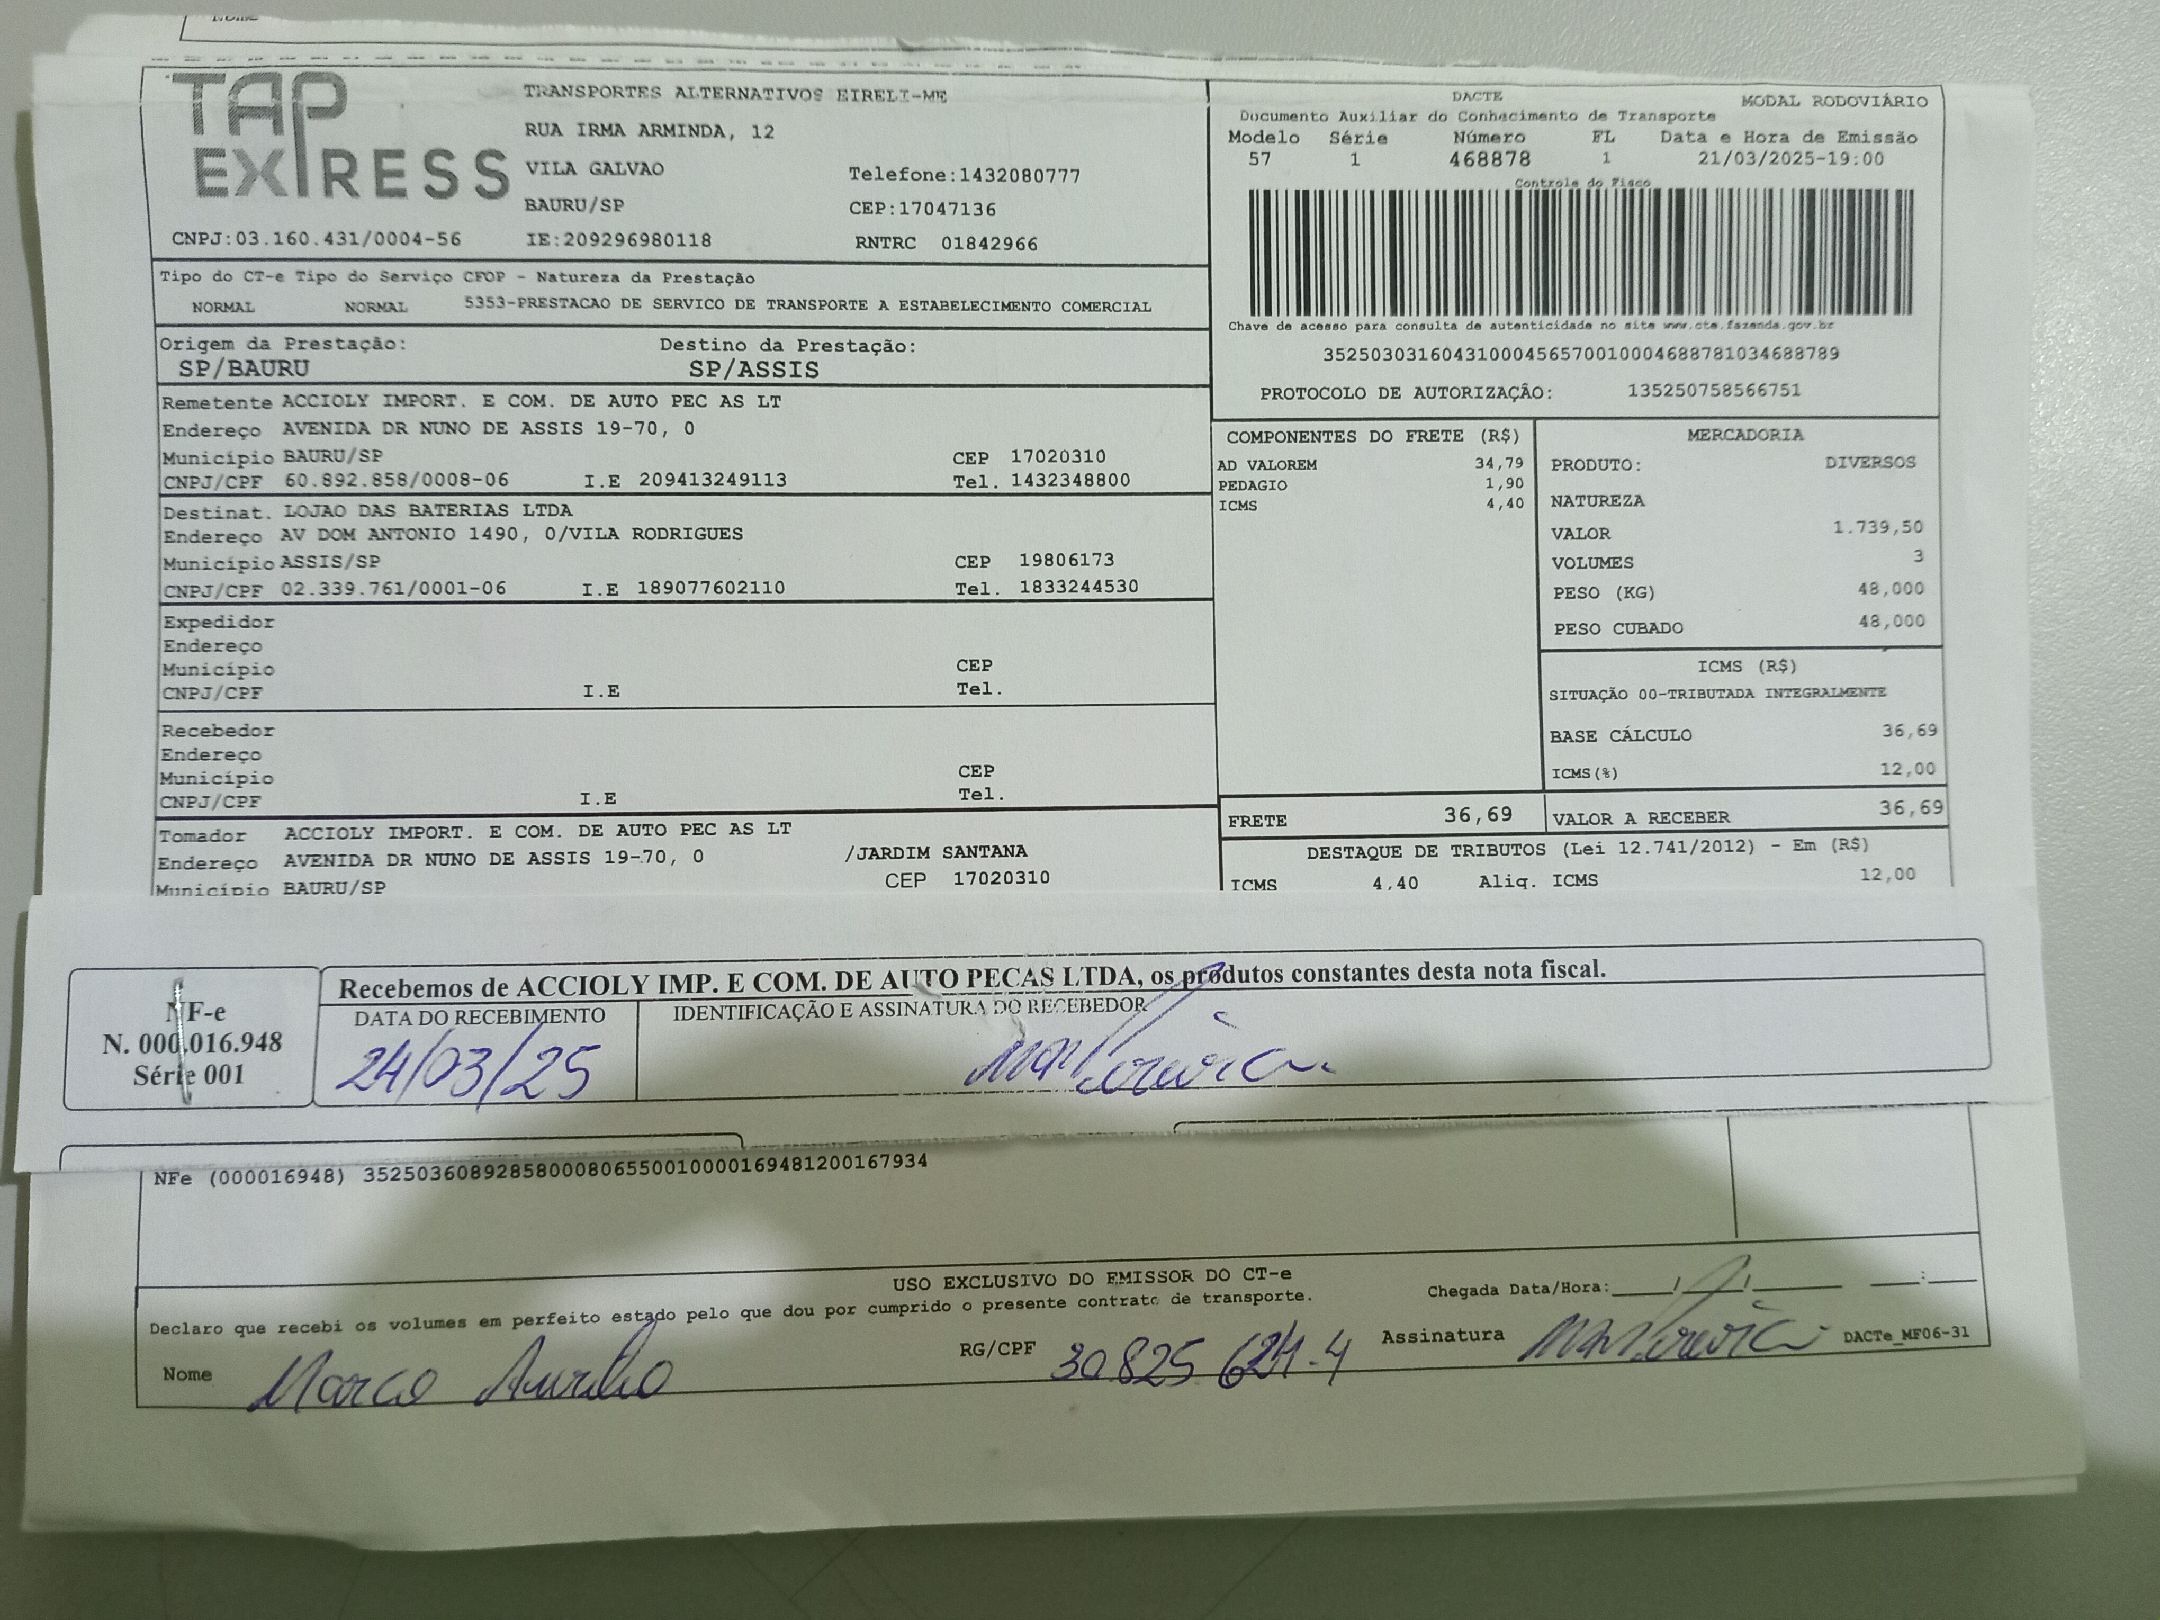 TAP EXPRESS
TRANSPORTES ALTERNATIVOS EIRELI-ME
RUA IRMA ARMINDA, 12
VILA GALVAO Telefone:1432080777
BAURU/SP CEP:17047136
CNPJ:03.160.431/0004-56 IE:209296980118 RNTRC 01842966
DACTE MODAL RODOVIÁRIO
Documento Auxiliar do Conhecimento de Transporte
Modelo Série Número FL Data e Hora de Emissão
57 1 468878 1 21/03/2025-19:00
Controle do Fisco
Chave de acesso para consulta de autenticidade no site www.cte.fazenda.gov.br
35250303160431000456570010004688781034688789
PROTOCOLO DE AUTORIZAÇÃO: 135250758566751
Tipo do CT-e Tipo do Serviço CFOP - Natureza da Prestação
NORMAL NORMAL 5353-PRESTACAO DE SERVICO DE TRANSPORTE A ESTABELECIMENTO COMERCIAL
Origem da Prestação: Destino da Prestação:
SP/BAURU SP/ASSIS
Remetente ACCIOLY IMPORT. E COM. DE AUTO PEC AS LT
Endereço AVENIDA DR NUNO DE ASSIS 19-70, 0
Município BAURU/SP CEP 17020310
CNPJ/CPF 60.892.858/0008-06 I.E 209413249113 Tel. 1432348800
Destinat. LOJAO DAS BATERIAS LTDA
Endereço AV DOM ANTONIO 1490, 0/VILA RODRIGUES
Município ASSIS/SP CEP 19806173
CNPJ/CPF 02.339.761/0001-06 I.E 189077602110 Tel. 1833244530
Expedidor
Endereço
Município CEP
CNPJ/CPF I.E Tel.
Recebedor
Endereço
Município CEP
CNPJ/CPF I.E Tel.
Tomador ACCIOLY IMPORT. E COM. DE AUTO PEC AS LT
Endereço AVENIDA DR NUNO DE ASSIS 19-70, 0 /JARDIM SANTANA
Município BAURU/SP CEP 17020310
COMPONENTES DO FRETE (R$)
AD VALOREM 34,79
PEDAGIO 1,90
ICMS 4,40
MERCADORIA
PRODUTO: DIVERSOS
NATUREZA
VALOR 1.739,50
VOLUMES 3
PESO (KG) 48,000
PESO CUBADO 48,000
ICMS (R$)
SITUAÇÃO 00-TRIBUTADA INTEGRALMENTE
BASE CÁLCULO 36,69
ICMS(%) 12,00
FRETE 36,69 VALOR A RECEBER 36,69
DESTAQUE DE TRIBUTOS (Lei 12.741/2012) - Em (R$)
ICMS 4,40 Aliq. ICMS 12,00
NF-e
N. 000.016.948
Série 001
Recebemos de ACCIOLY IMP. E COM. DE AUTO PECAS LTDA, os produtos constantes desta nota fiscal.
DATA DO RECEBIMENTO IDENTIFICAÇÃO E ASSINATURA DO RECEBEDOR
24/03/25
NFe (000016948) 35250360892858000806550010000169481200167934
USO EXCLUSIVO DO EMISSOR DO CT-e
Declaro que recebi os volumes em perfeito estado pelo que dou por cumprido o presente contrato de transporte.
Chegada Data/Hora:____/____/______ ___:___
Nome Marco Aurelio RG/CPF 30825 624-4 Assinatura DACTe_MF06-31